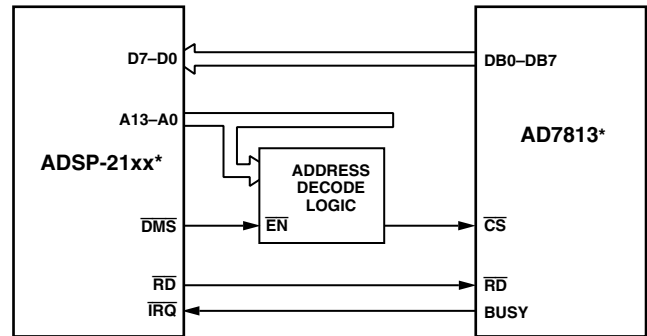 D7–D0
DB0–DB7
A13–A0
AD7813*
ADSP-21xx*
ADDRESS
DECODE
LOGIC
DMS
EN
CS
RD
RD
IRQ
BUSY